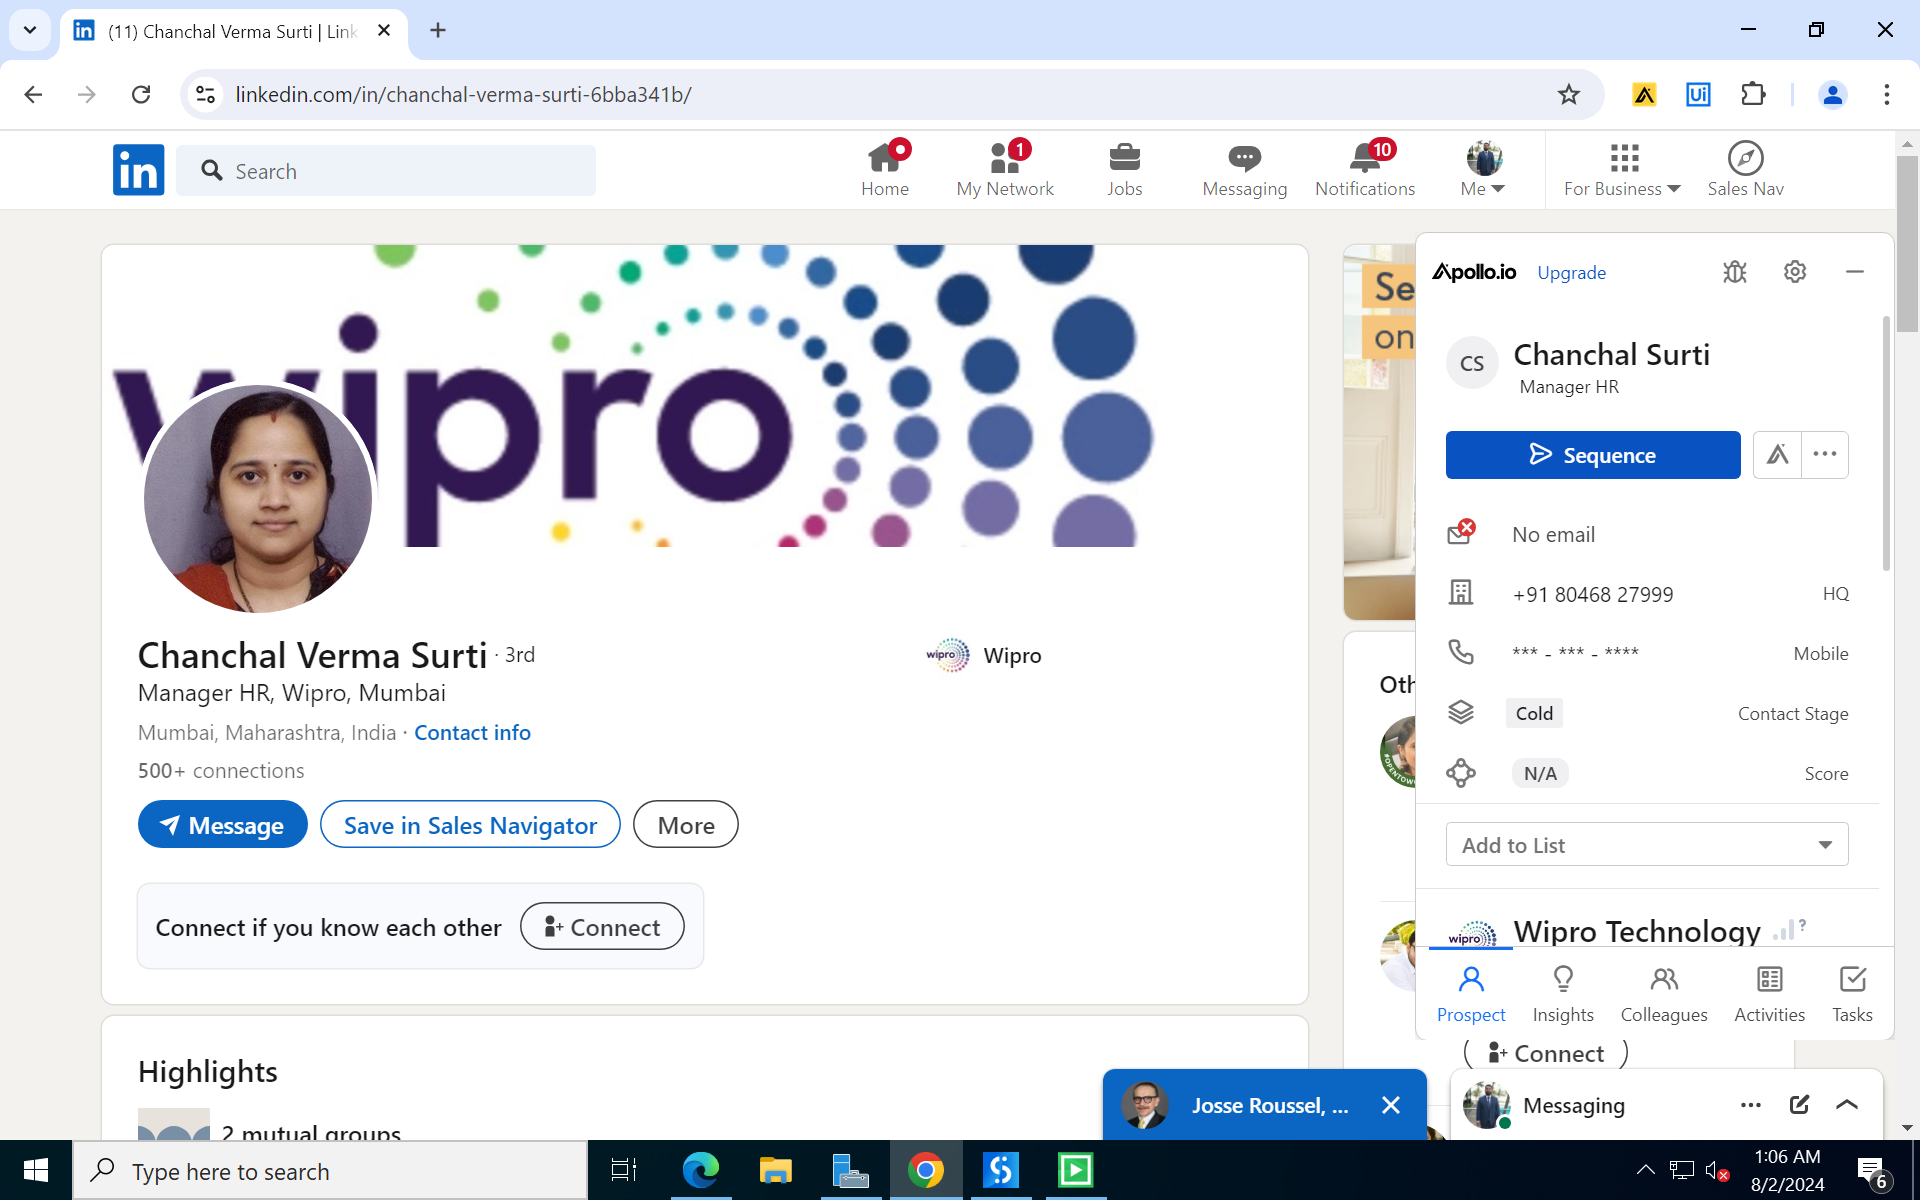 (11) Chanchal Verma Surti | Link
linkedin.com/in/chanchal-verma-surti-6bba341b/
in
Search
Home
1
My Network
Jobs
Messaging
10
Notifications
Me
For Business
Sales Nav
wipro
Chanchal Verma Surti · 3rd
Manager HR, Wipro, Mumbai
Mumbai, Maharashtra, India · Contact info
500+ connections
wipro Wipro
Message
Save in Sales Navigator
More
Connect if you know each other
Connect
Highlights
2 mutual groups
Se
on
Oth
Apollo.io
Upgrade
CS
Chanchal Surti
Manager HR
Sequence
No email
+91 80468 27999
HQ
*** - *** - ****
Mobile
Cold
Contact Stage
N/A
Score
Add to List
wipro
Wipro Technology
?
Prospect
Insights
Colleagues
Activities
Tasks
Connect
Josse Roussel, ...
Messaging
Type here to search
1:06 AM
8/2/2024
6